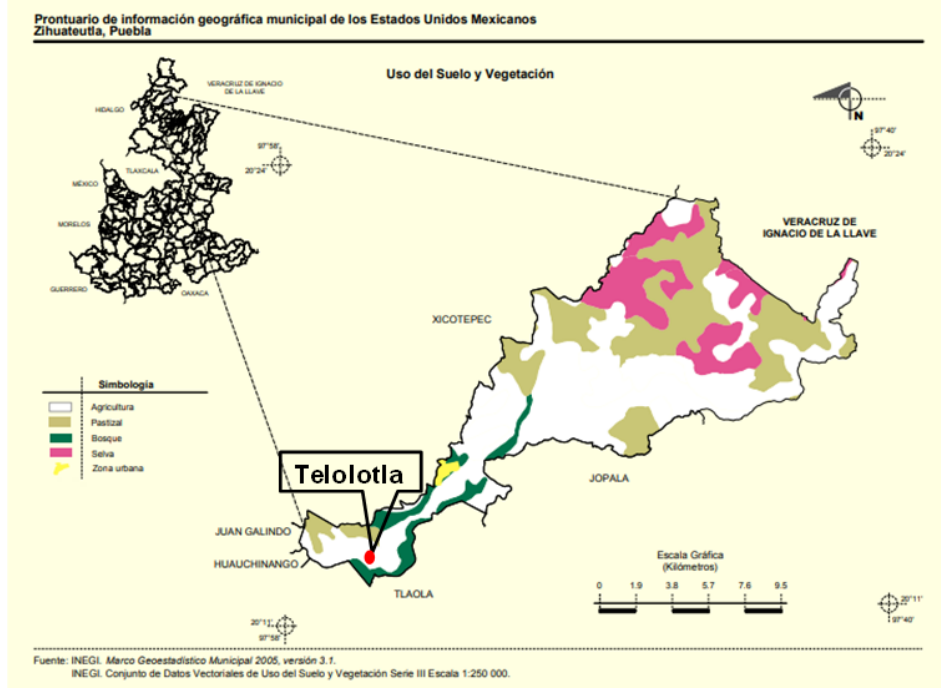 Prontuario de información geográfica municipal de los Estados Unidos Mexicanos
Zihuateutla, Puebla
Uso del Suelo y Vegetación
VERACRUZ DE IGNACIO
DE LA LLAVE
HIDALGO
TLAXCALA
MÉXICO
MORELOS
GUERRERO
OAXACA
97°58'
20°24'
N
97°40'
20°24'
VERACRUZ DE
IGNACIO DE LA LLAVE
XICOTEPEC
Simbología
Agricultura
Pastizal
Bosque
Selva
Zona urbana
Telolotla
JOPALA
JUAN GALINDO
HUAUCHINANGO
TLAOLA
Escala Gráfica
(Kilómetros)
0 1.9 3.8 5.7 7.6 9.5
20°11'
97°58'
20°11'
97°40'
Fuente: INEGI. Marco Geoestadístico Municipal 2005, versión 3.1.
INEGI. Conjunto de Datos Vectoriales de Uso del Suelo y Vegetación Serie III Escala 1:250 000.